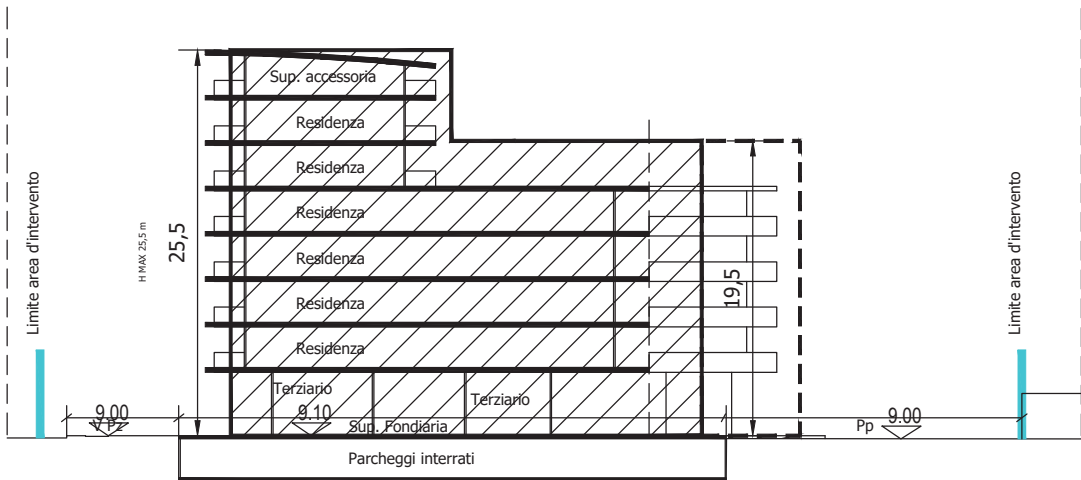 Sup. accessoria
Residenza
Residenza
Residenza
Residenza
Residenza
Residenza
Terziario
Terziario
Limite area d'intervento
H MAX 25,5 m
25,5
19,5
Limite area d'intervento
9.00
V Pz
9.10
Sup. Fondiaria
9.00
Pp
Parcheggi interrati